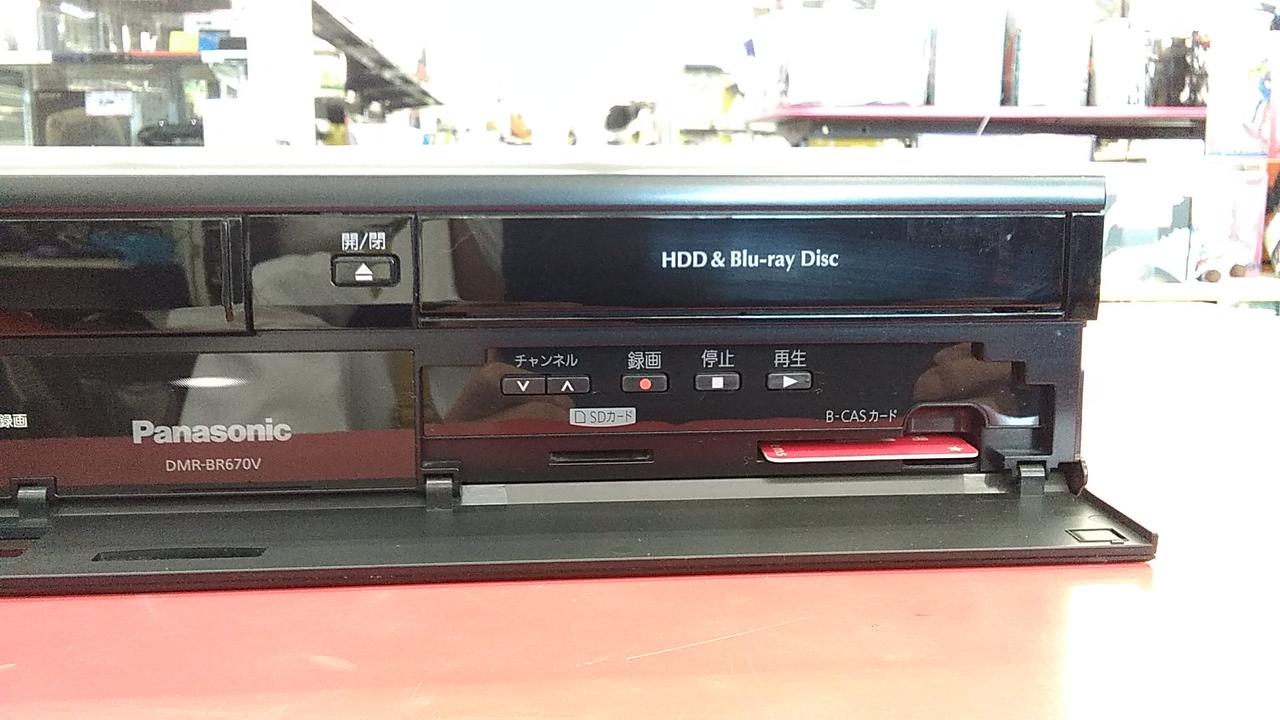 開/閉
HDD & Blu-ray Disc
チャンネル
録画
停止
再生
SDカード
B-CASカード
録画
Panasonic
DMR-BR670V